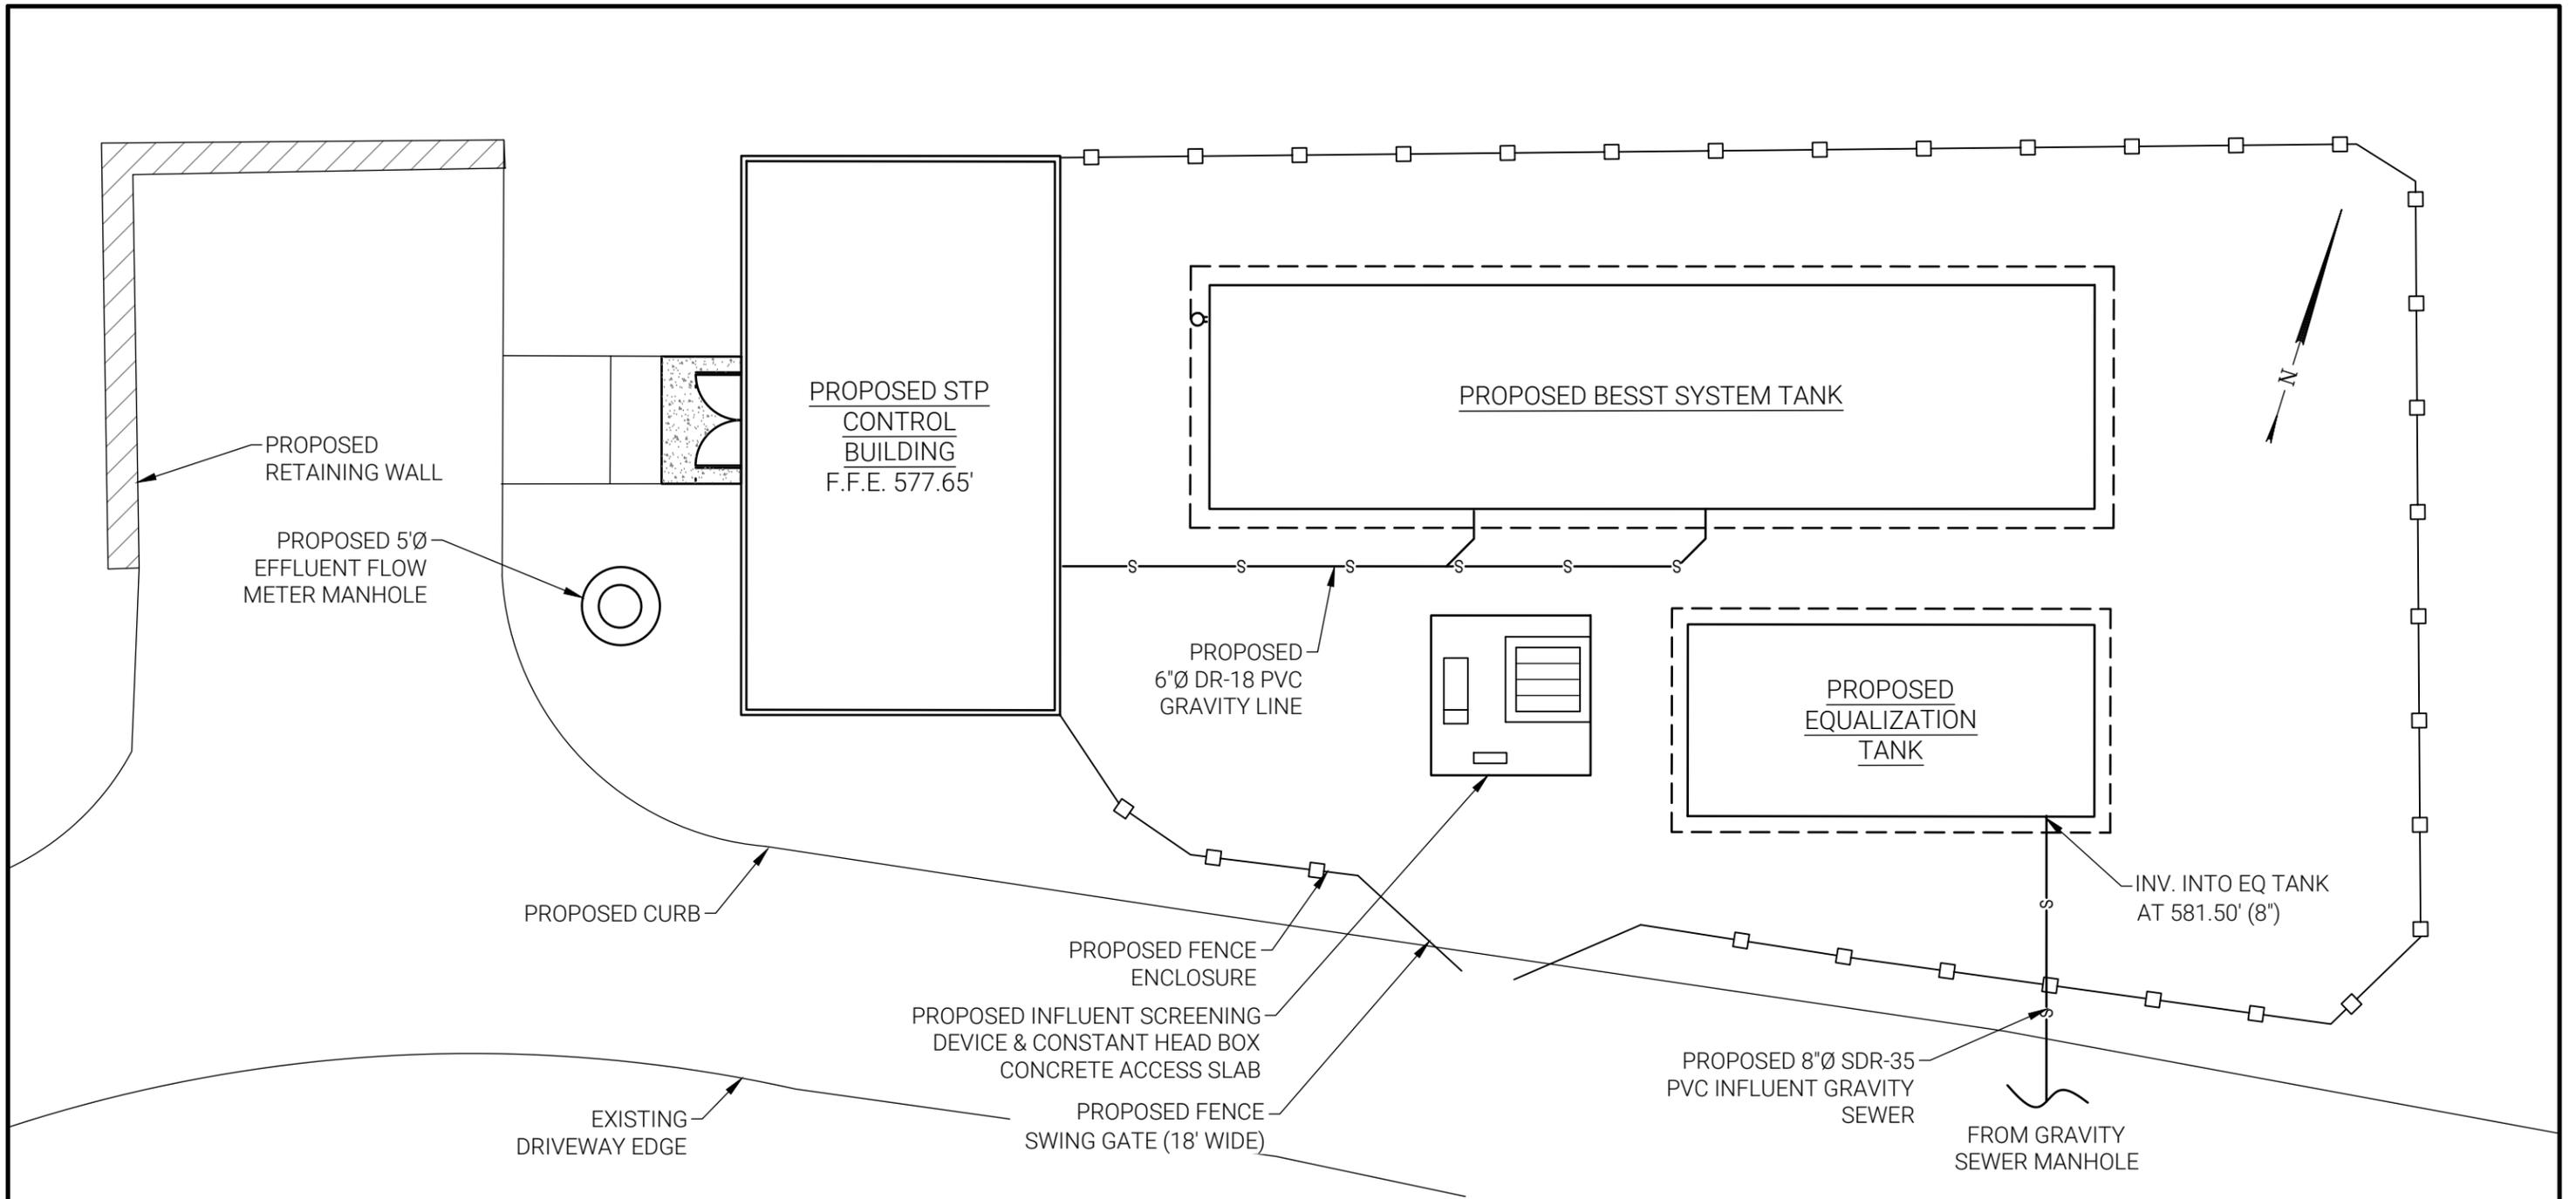 PROPOSED STP
CONTROL
BUILDING
F.F.E. 577.65'
PROPOSED BESST SYSTEM TANK
N
PROPOSED
RETAINING WALL
PROPOSED 5'Ø
EFFLUENT FLOW
METER MANHOLE
S S S S S S
PROPOSED
6"Ø DR-18 PVC
GRAVITY LINE
PROPOSED
EQUALIZATION
TANK
INV. INTO EQ TANK
AT 581.50' (8")
S
S
PROPOSED CURB
PROPOSED FENCE
ENCLOSURE
PROPOSED INFLUENT SCREENING
DEVICE & CONSTANT HEAD BOX
CONCRETE ACCESS SLAB
PROPOSED FENCE
SWING GATE (18' WIDE)
EXISTING
DRIVEWAY EDGE
PROPOSED 8"Ø SDR-35
PVC INFLUENT GRAVITY
SEWER
FROM GRAVITY
SEWER MANHOLE